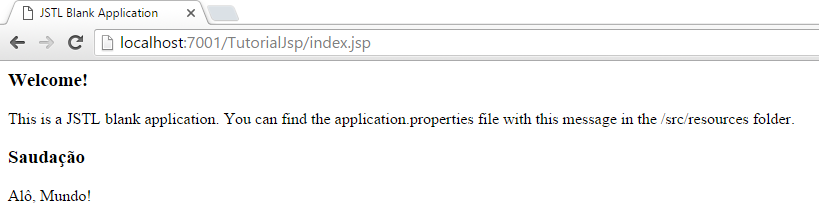 JSTL Blank Application
localhost:7001/TutorialJsp/index.jsp
Welcome!
This is a JSTL blank application. You can find the application.properties file with this message in the /src/resources folder.
Saudação
Alô, Mundo!